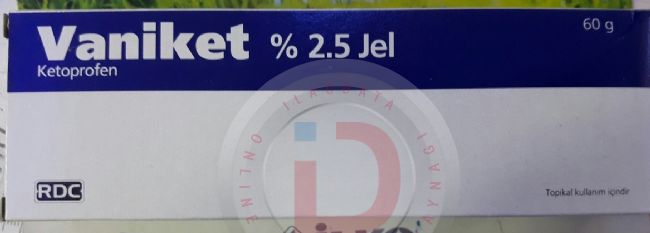 Vaniket % 2.5 Jel
60 g
Ketoprofen
RDC
Topikal kullanım içindir